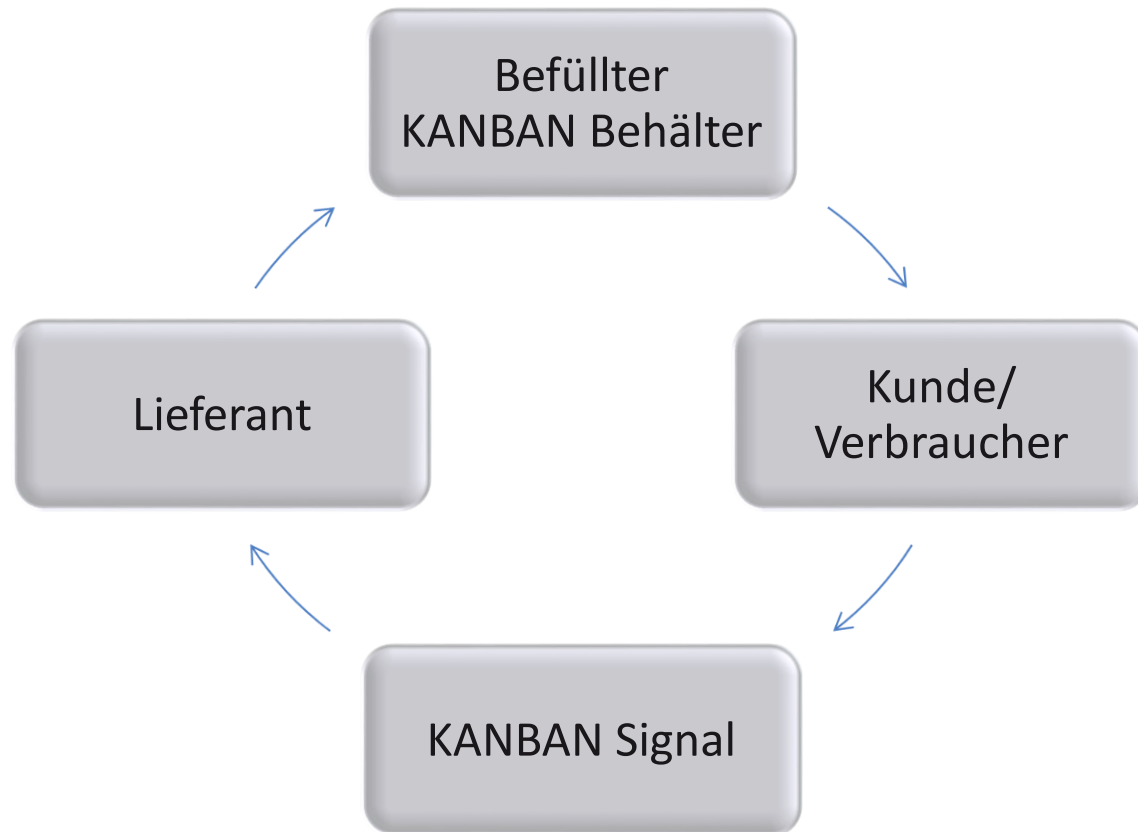 Befüllter
KANBAN Behälter
Lieferant
Kunde/
Verbraucher
KANBAN Signal